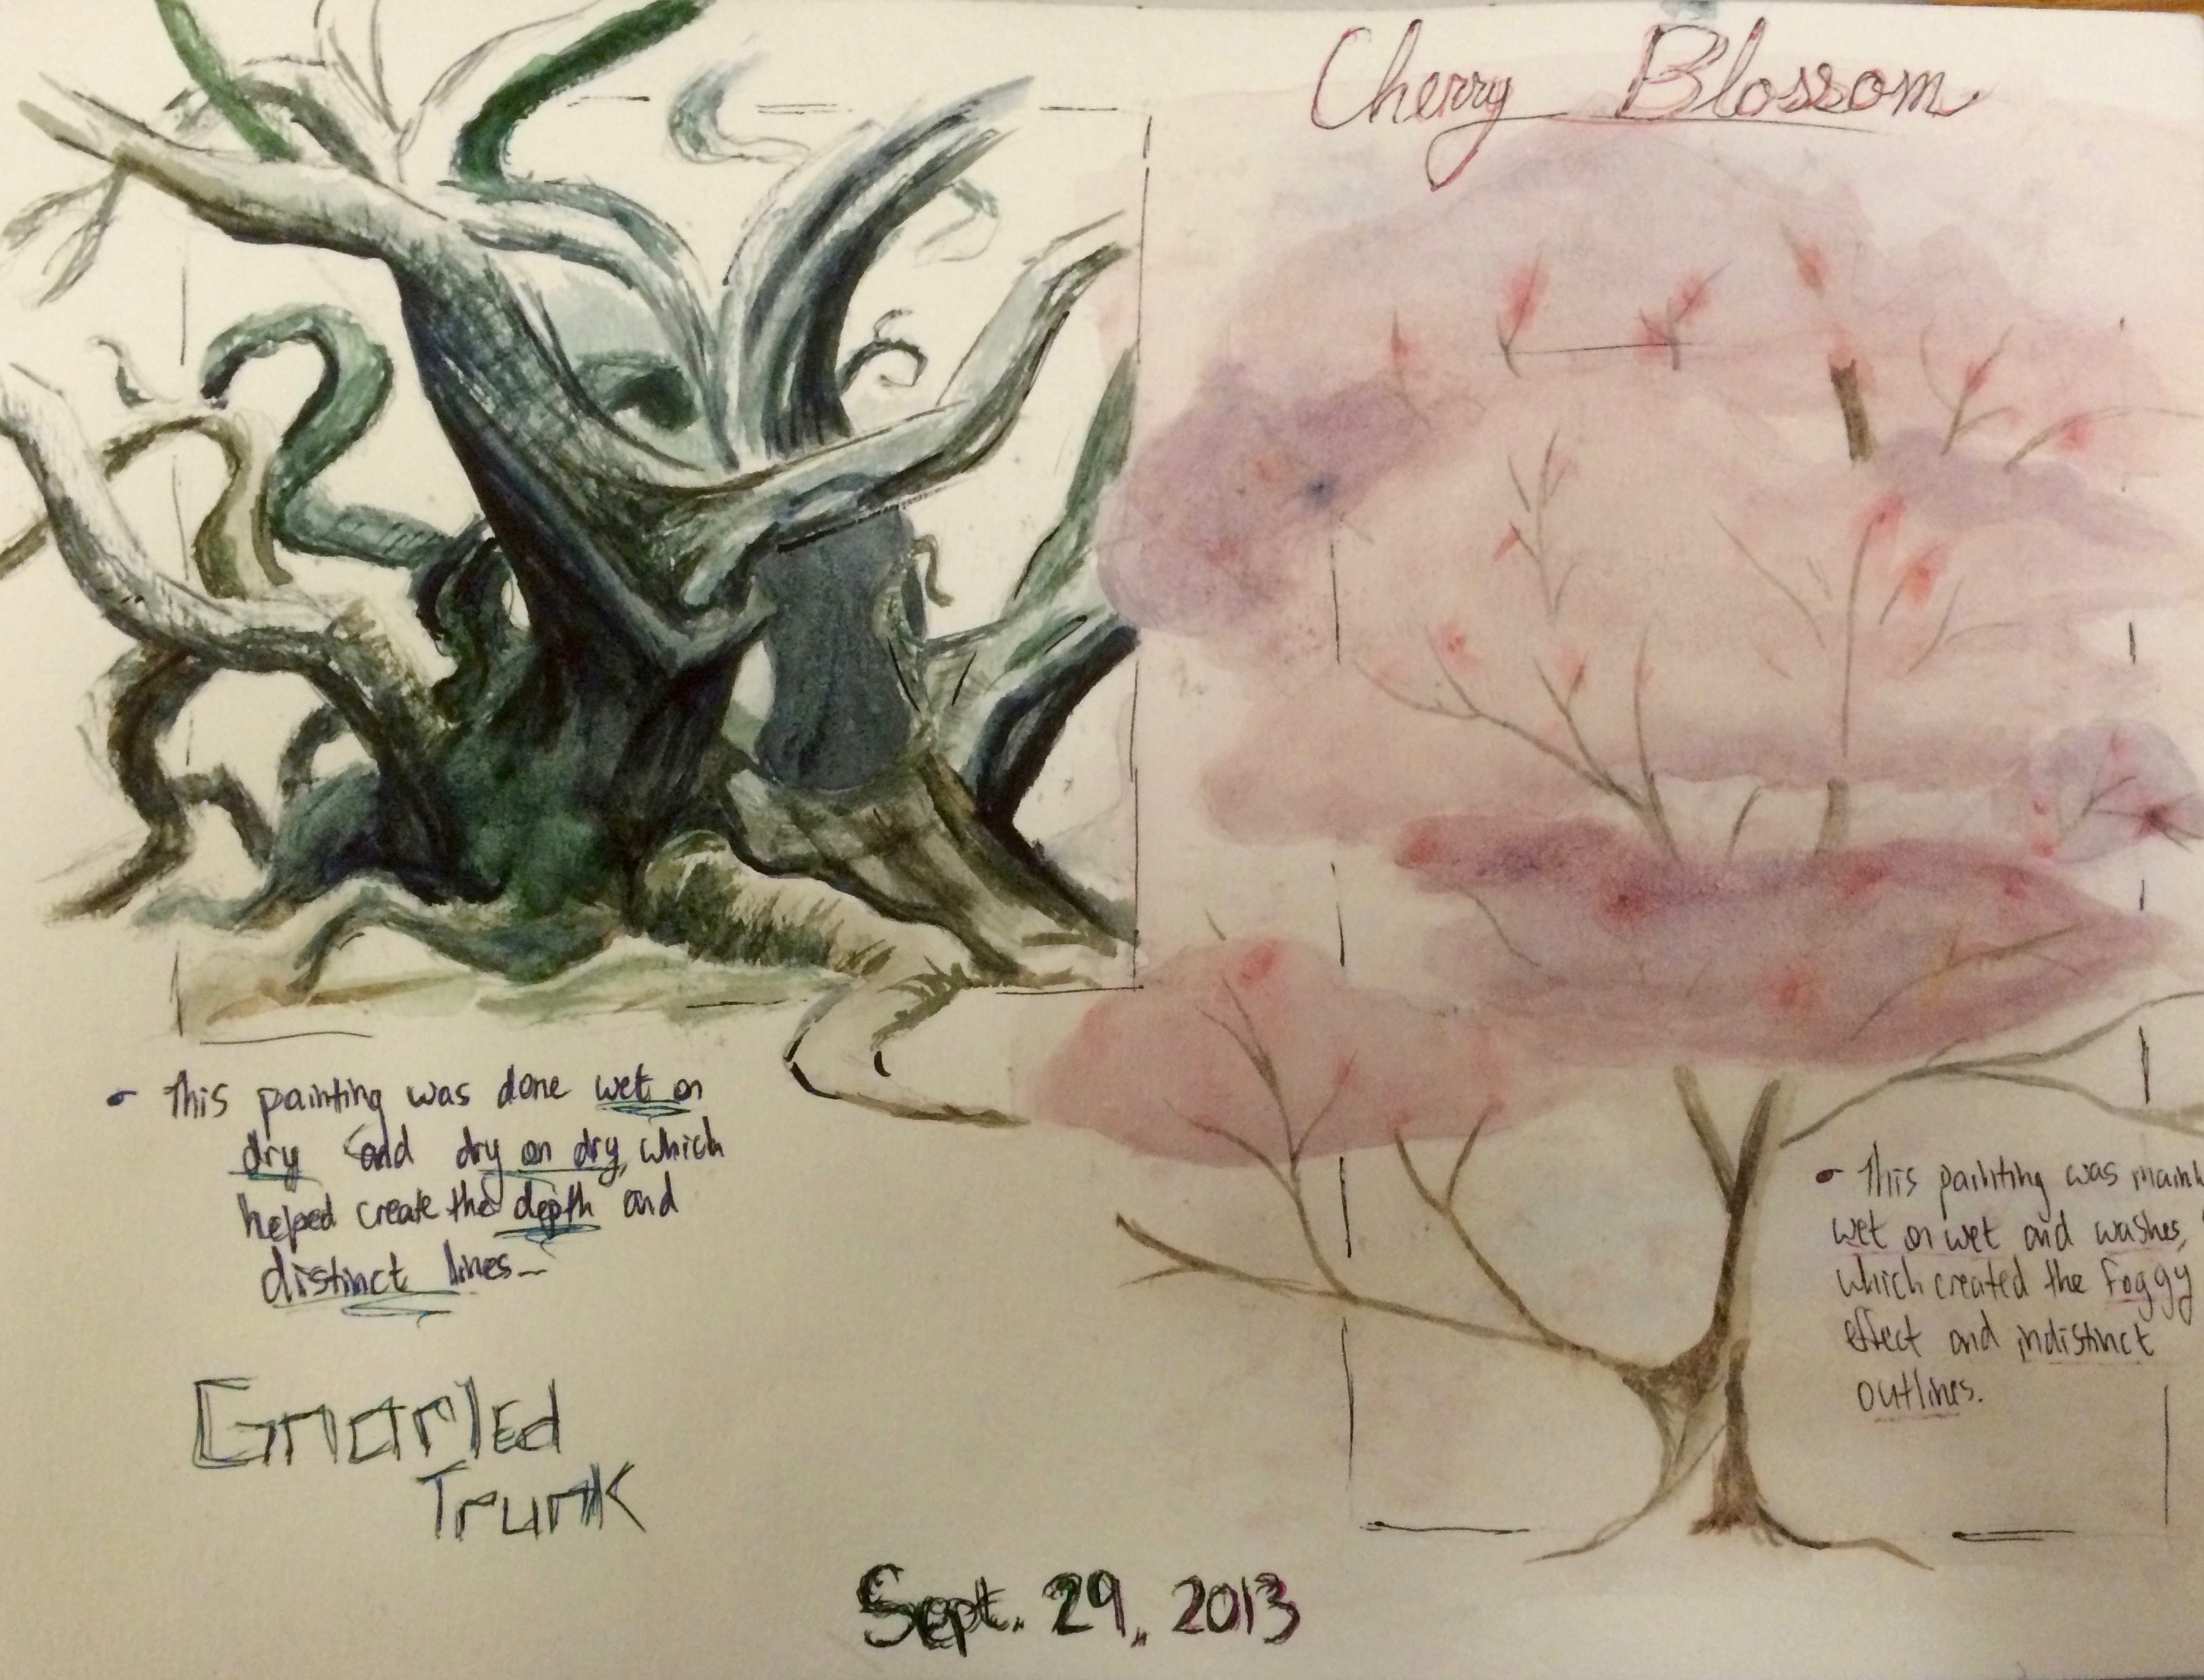 Cherry Blossom
• This painting was done wet on
dry and dry on dry, which
helped create the depth and
distinct lines
Gnarled
Trunk
• This painting was mainl
wet on wet and washes,
which created the foggy
effect and indistinct
outlines.
Sept. 29, 2013